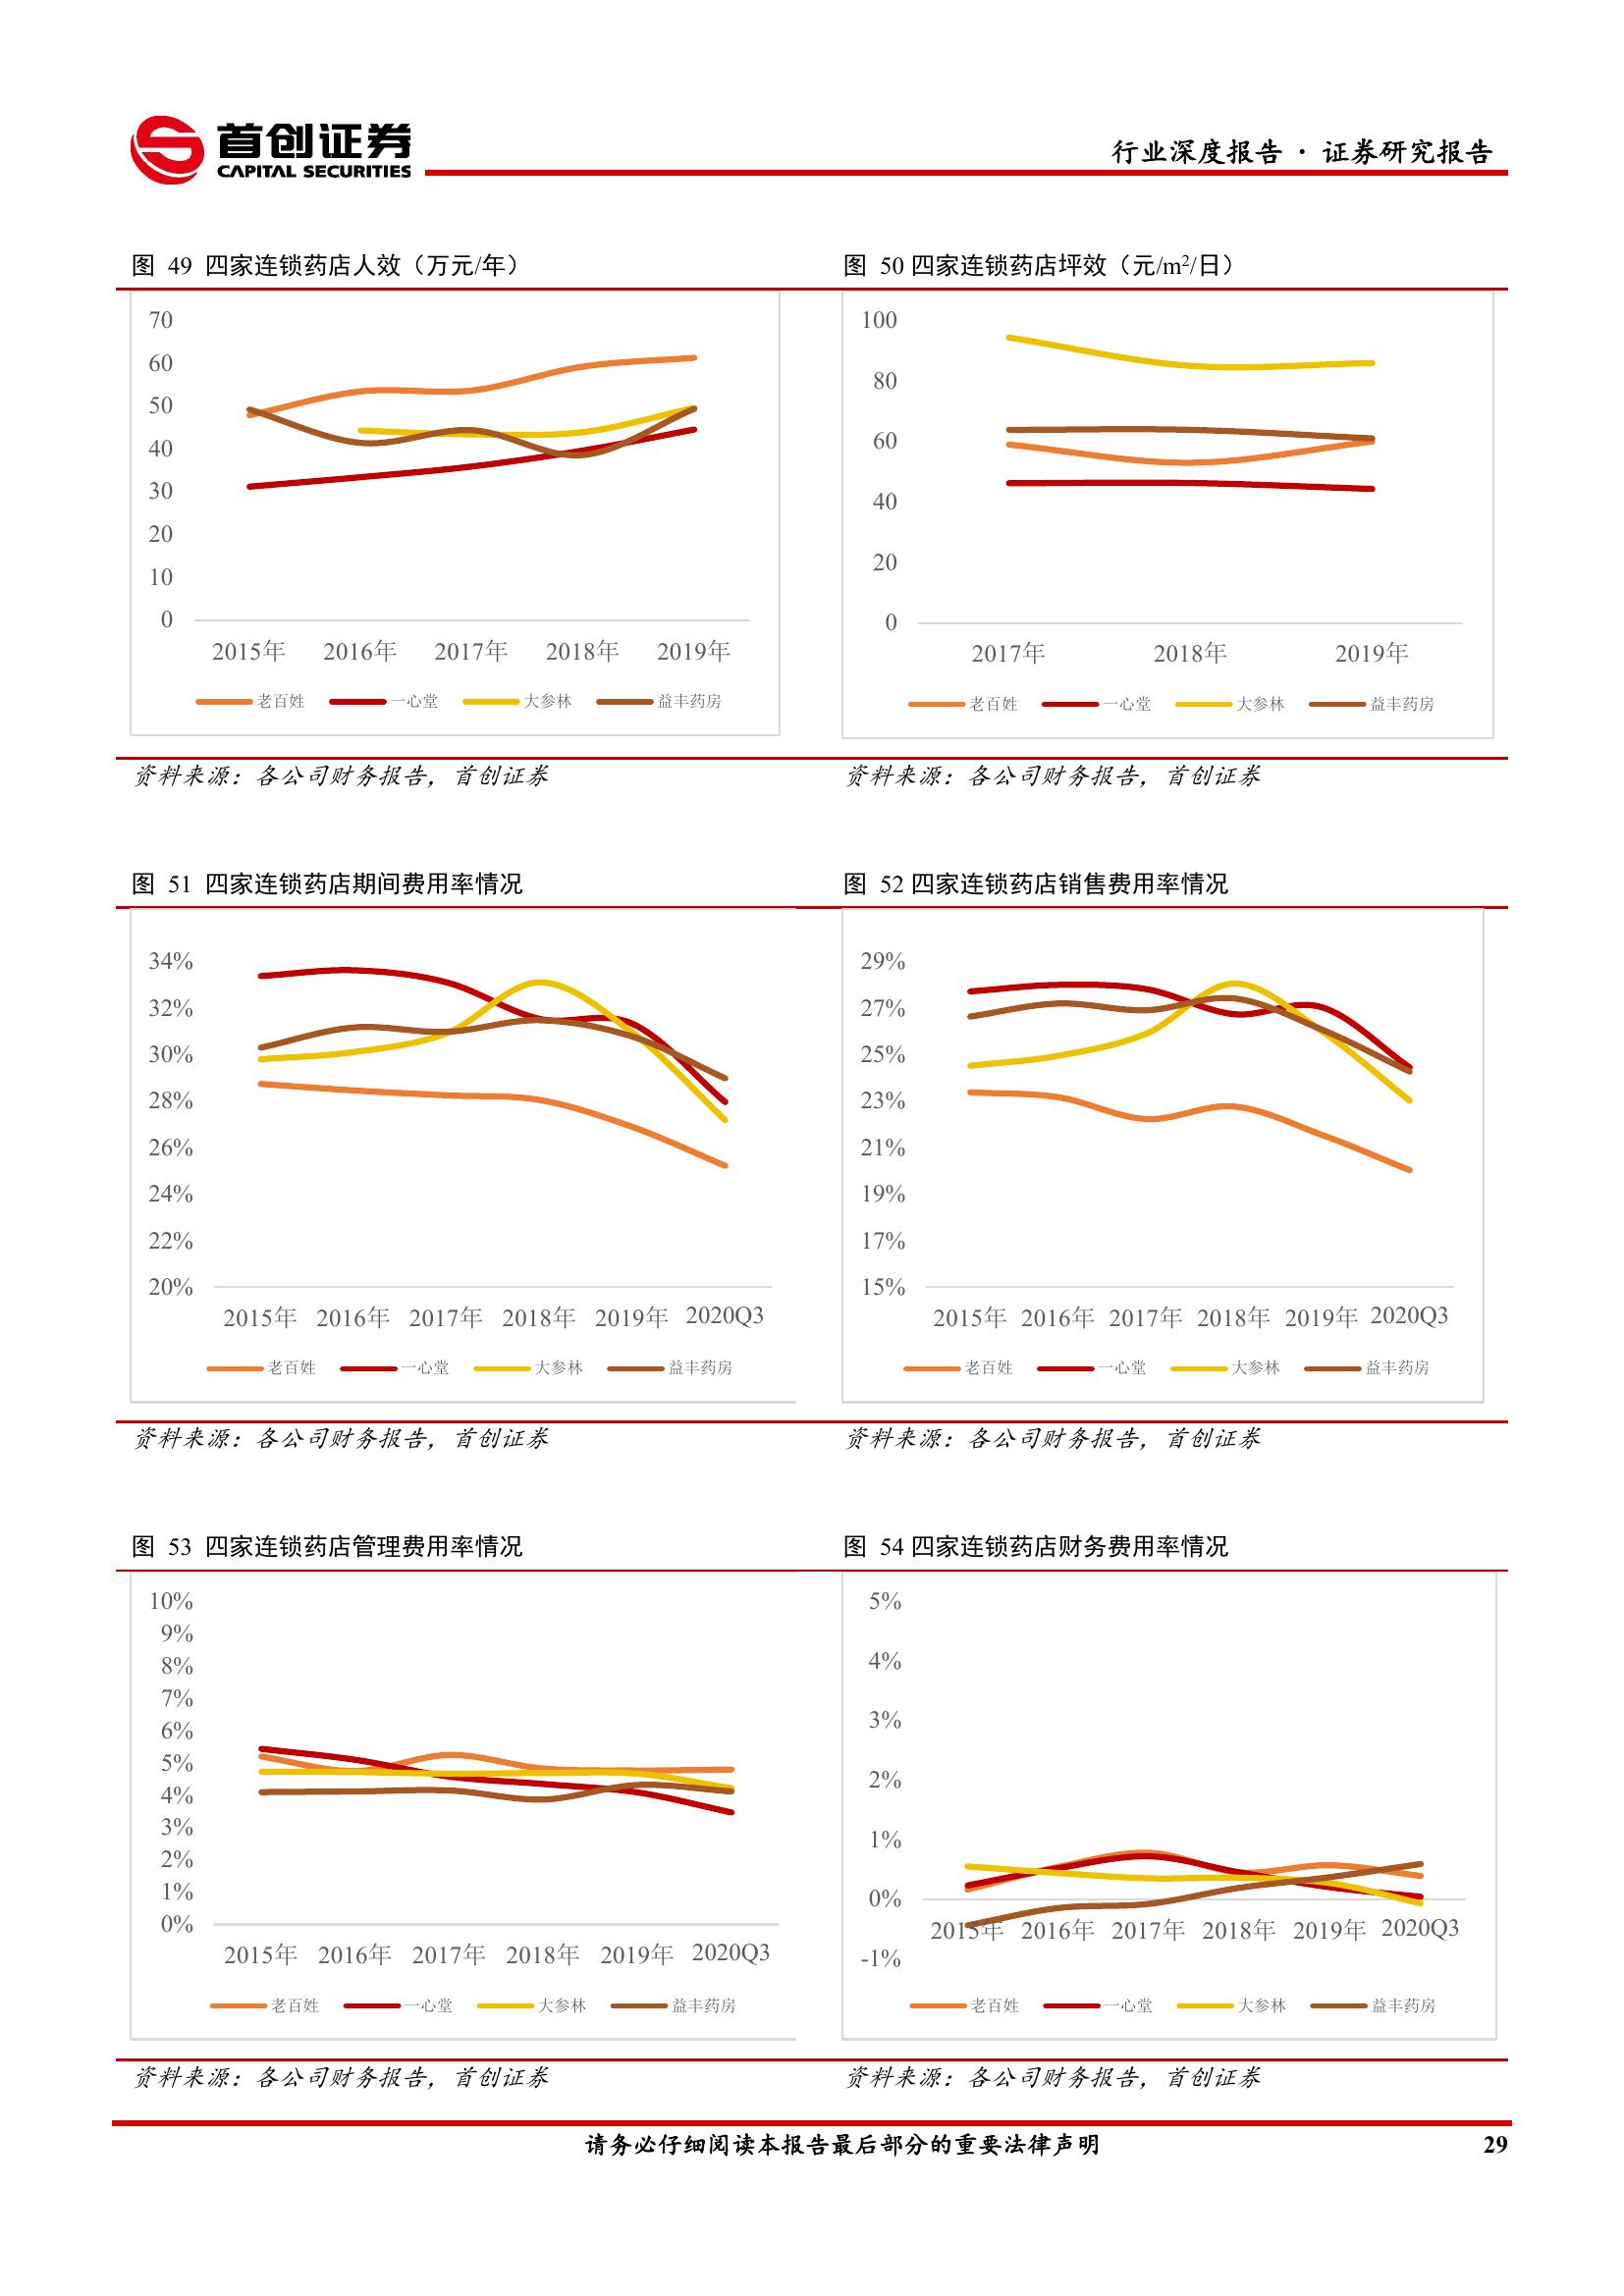 首创证券
CAPITAL SECURITIES
行业深度报告 · 证券研究报告
图 49 四家连锁药店人效（万元/年）
70
60
50
40
30
20
10
0
2015年 2016年 2017年 2018年 2019年
老百姓 一心堂 大参林 益丰药房
资料来源：各公司财务报告，首创证券
图 50 四家连锁药店坪效（元/m²/日）
100
80
60
40
20
0
2017年 2018年 2019年
老百姓 一心堂 大参林 益丰药房
资料来源：各公司财务报告，首创证券
图 51 四家连锁药店期间费用率情况
34%
32%
30%
28%
26%
24%
22%
20%
2015年 2016年 2017年 2018年 2019年 2020Q3
老百姓 一心堂 大参林 益丰药房
资料来源：各公司财务报告，首创证券
图 52 四家连锁药店销售费用率情况
29%
27%
25%
23%
21%
19%
17%
15%
2015年 2016年 2017年 2018年 2019年 2020Q3
老百姓 一心堂 大参林 益丰药房
资料来源：各公司财务报告，首创证券
图 53 四家连锁药店管理费用率情况
10%
9%
8%
7%
6%
5%
4%
3%
2%
1%
0%
2015年 2016年 2017年 2018年 2019年 2020Q3
老百姓 一心堂 大参林 益丰药房
资料来源：各公司财务报告，首创证券
图 54 四家连锁药店财务费用率情况
5%
4%
3%
2%
1%
0%
-1%
2015年 2016年 2017年 2018年 2019年 2020Q3
老百姓 一心堂 大参林 益丰药房
资料来源：各公司财务报告，首创证券
请务必仔细阅读本报告最后部分的重要法律声明
29